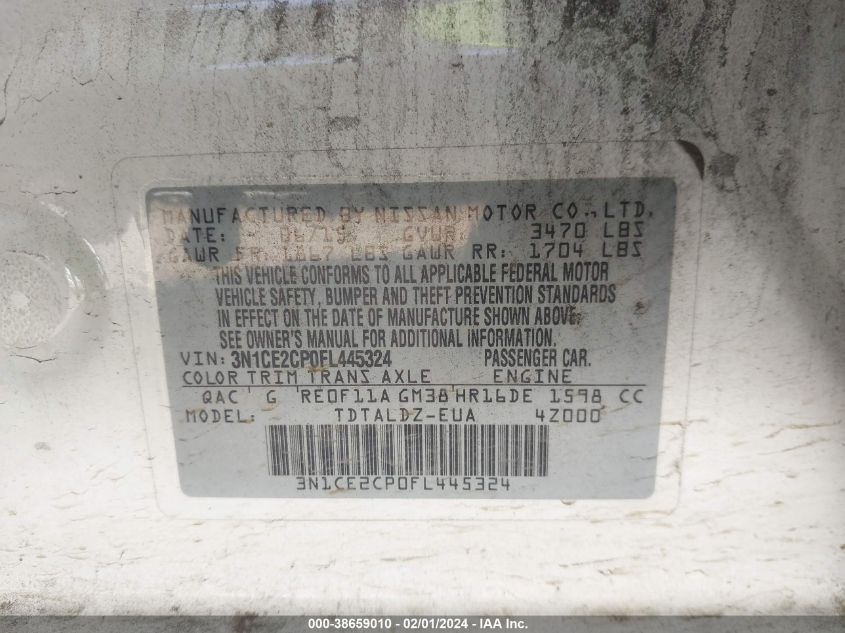 MANUFACTURED BY NISSAN MOTOR CO.,LTD.
DATE: 06/15 GVWR: 3470 LBS
GAWR FR: 1867 LBS GAWR RR: 1704 LBS
THIS VEHICLE CONFORMS TO ALL APPLICABLE FEDERAL MOTOR
VEHICLE SAFETY, BUMPER AND THEFT PREVENTION STANDARDS
IN EFFECT ON THE DATE OF MANUFACTURE SHOWN ABOVE.
SEE OWNER'S MANUAL FOR ADDITIONAL INFORMATION.
VIN: 3N1CE2CP0FL445324 PASSENGER CAR.
COLOR TRIM TRANS AXLE ENGINE
QAC G RE0F11A GM38 HR16DE 1598 CC
MODEL: TDTALDZ-EUA 4Z000
3N1CE2CP0FL445324
000-38659010 - 02/01/2024 - IAA Inc.